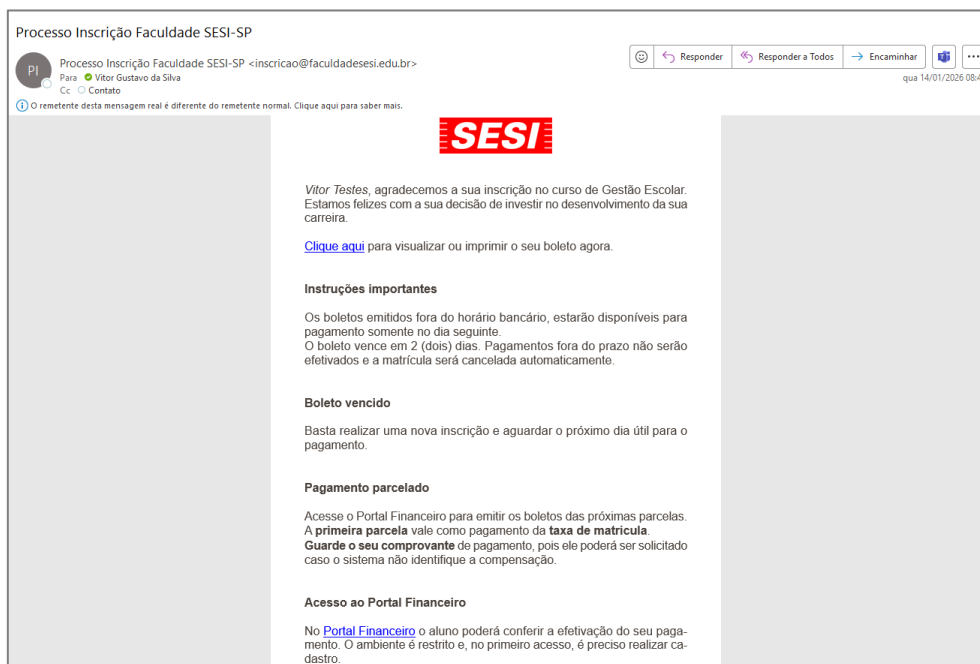 Processo Inscrição Faculdade SESI-SP
PI
Processo Inscrição Faculdade SESI-SP <inscricao@faculdadesesi.edu.br>
Responder
Responder a Todos
Encaminhar
Para Vitor Gustavo da Silva
qua 14/01/2026 08:4
Cc Contato
O remetente desta mensagem real é diferente do remetente normal. Clique aqui para saber mais.
SESI
Vitor Testes, agradecemos a sua inscrição no curso de Gestão Escolar.
Estamos felizes com a sua decisão de investir no desenvolvimento da sua
carreira.
Clique aqui para visualizar ou imprimir o seu boleto agora.
Instruções importantes
Os boletos emitidos fora do horário bancário, estarão disponíveis para
pagamento somente no dia seguinte.
O boleto vence em 2 (dois) dias. Pagamentos fora do prazo não serão
efetivados e a matrícula será cancelada automaticamente.
Boleto vencido
Basta realizar uma nova inscrição e aguardar o próximo dia útil para o
pagamento.
Pagamento parcelado
Acesse o Portal Financeiro para emitir os boletos das próximas parcelas.
A primeira parcela vale como pagamento da taxa de matricula.
Guarde o seu comprovante de pagamento, pois ele poderá ser solicitado
caso o sistema não identifique a compensação.
Acesso ao Portal Financeiro
No Portal Financeiro o aluno poderá conferir a efetivação do seu paga-
mento. O ambiente é restrito e, no primeiro acesso, é preciso realizar ca-
dastro.